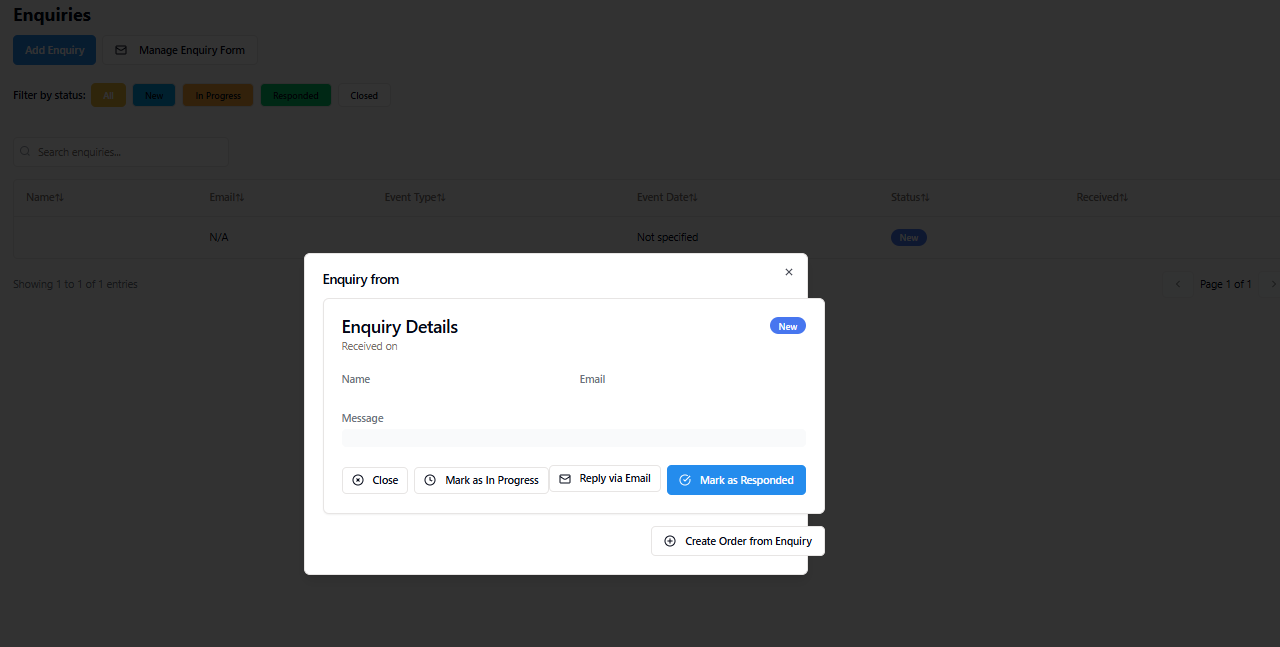 Enquiries
Add Enquiry Manage Enquiry Form
Filter by status: All New In Progress Responded Closed
Search enquiries...
Name Email Event Type Event Date Status Received
N/A Not specified New
Showing 1 to 1 of 1 entries Page 1 of 1
Enquiry from
Enquiry Details New
Received on
Name Email
Message
Close Mark as In Progress Reply via Email Mark as Responded
Create Order from Enquiry